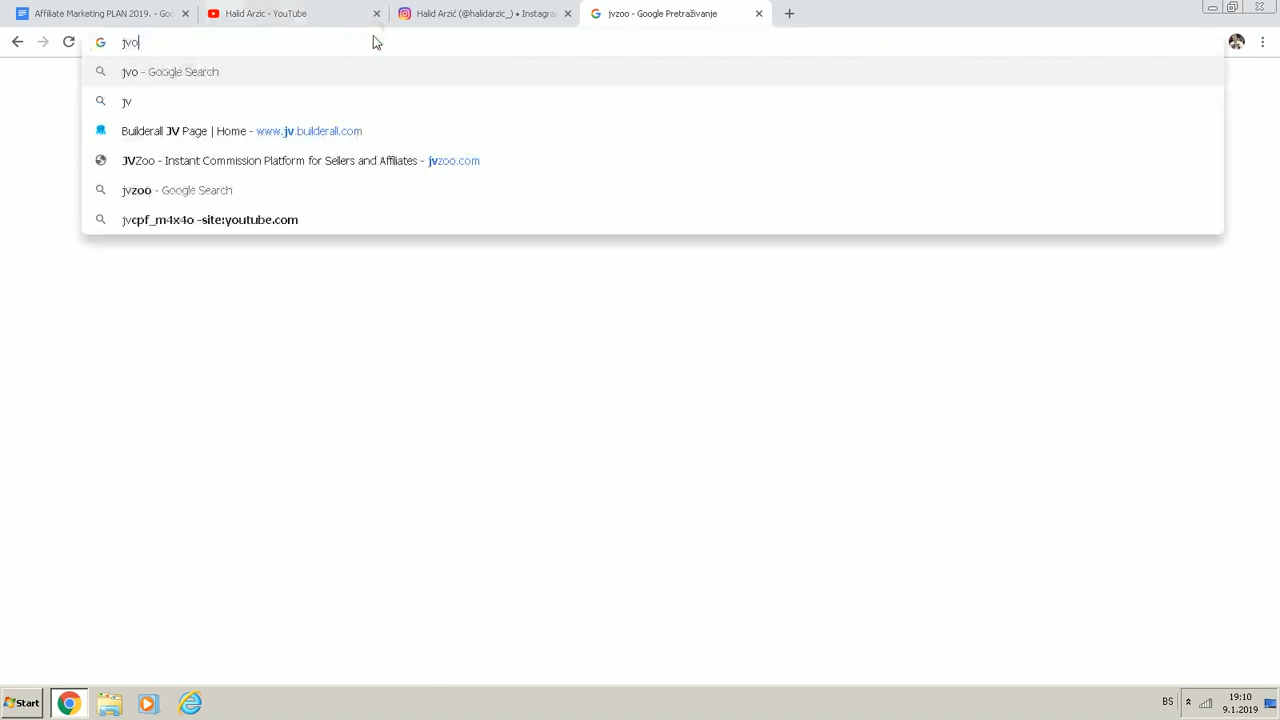 Affiliate Marketing PLAN 2019. - Goo
Halid Arzic - YouTube
Halid Arzić (@halidarzic_) • Instagra
jvzoo - Google Pretraživanje
jvo
jvo - Google Search
jv
Builderall JV Page | Home - www.jv.builderall.com
JVZoo - Instant Commission Platform for Sellers and Affiliates - jvzoo.com
jvzoo - Google Search
jvcpf_m4x4o -site:youtube.com
Start
BS
19:10
9.1.2019